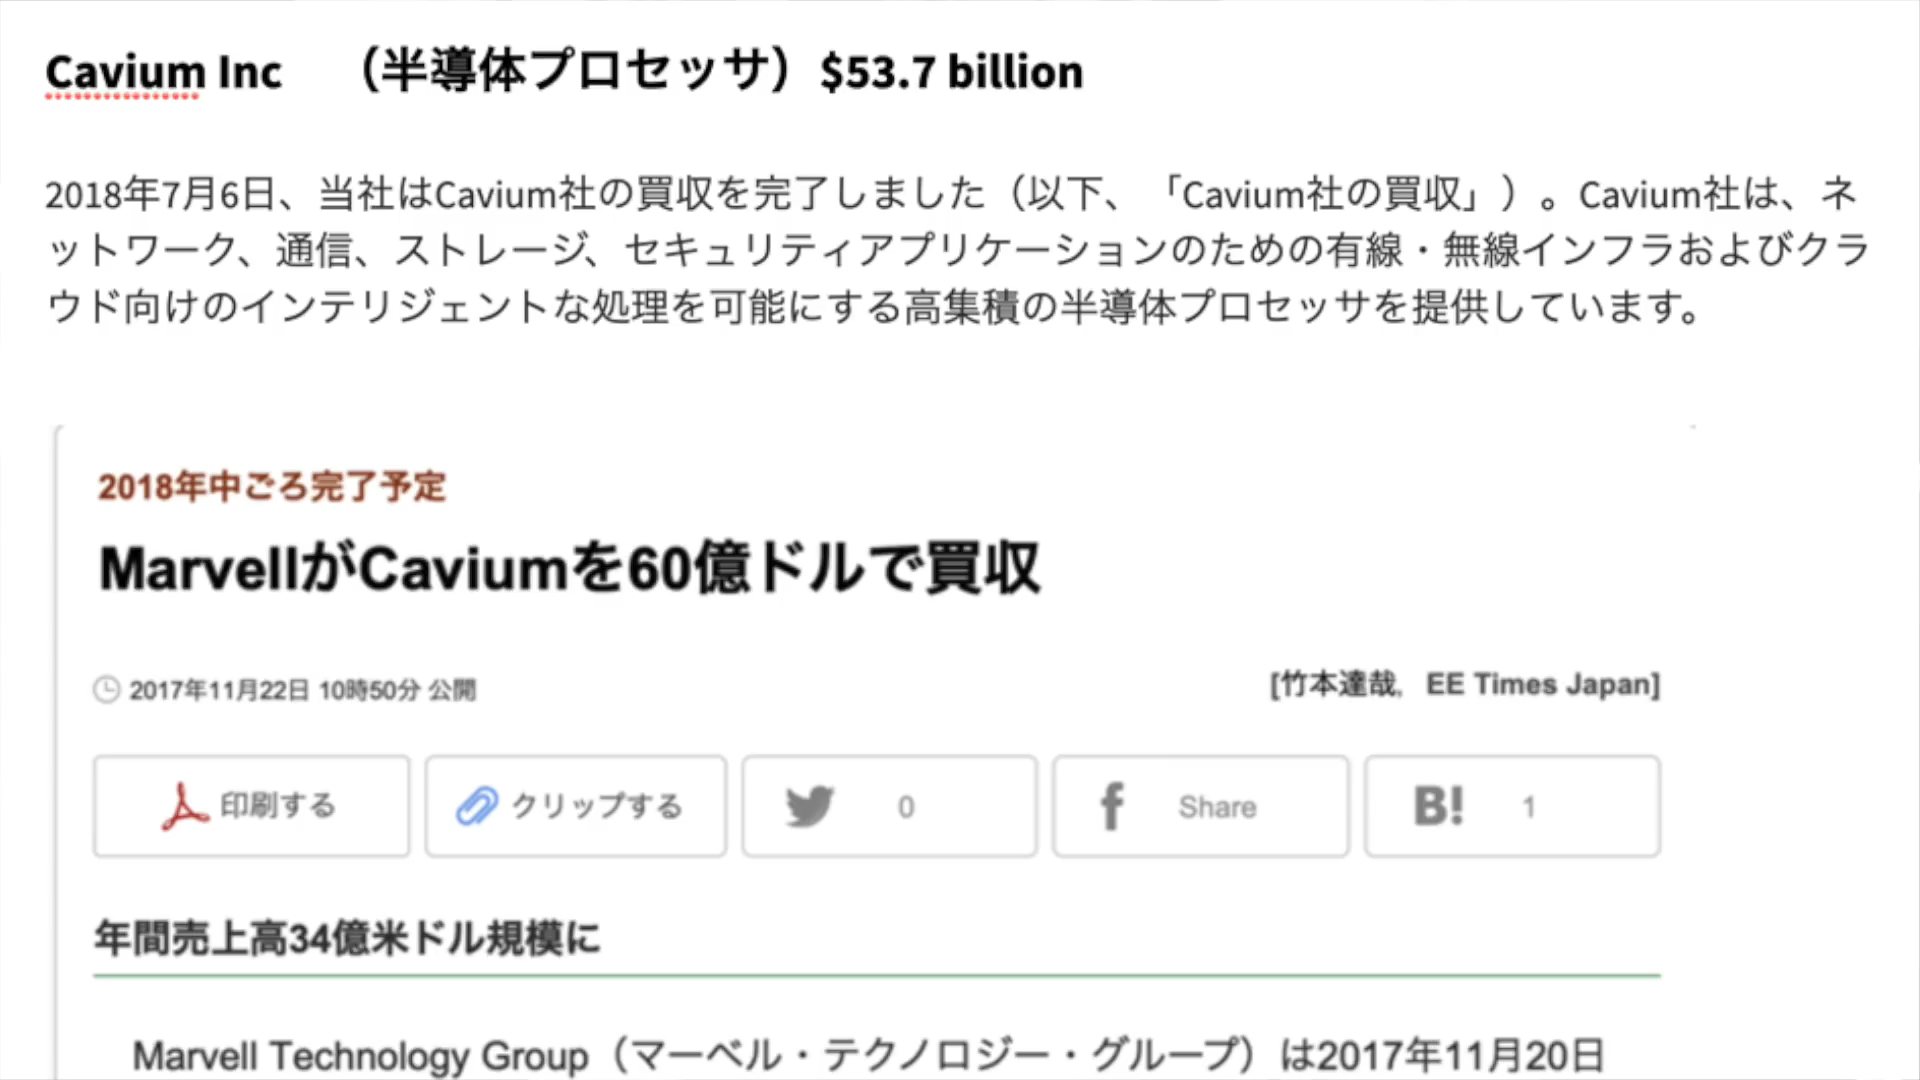 Cavium Inc （半導体プロセッサ）$53.7 billion
2018年7月6日、当社はCavium社の買収を完了しました（以下、「Cavium社の買収」）。Cavium社は、ネ
ットワーク、通信、ストレージ、セキュリティアプリケーションのための有線・無線インフラおよびクラ
ウド向けのインテリジェントな処理を可能にする高集積の半導体プロセッサを提供しています。
2018年中ごろ完了予定
MarvellがCaviumを60億ドルで買収
2017年11月22日 10時50分 公開
[竹本達哉, EE Times Japan]
印刷する
クリップする
0
Share
B! 1
年間売上高34億米ドル規模に
Marvell Technology Group（マーベル・テクノロジー・グループ）は2017年11月20日